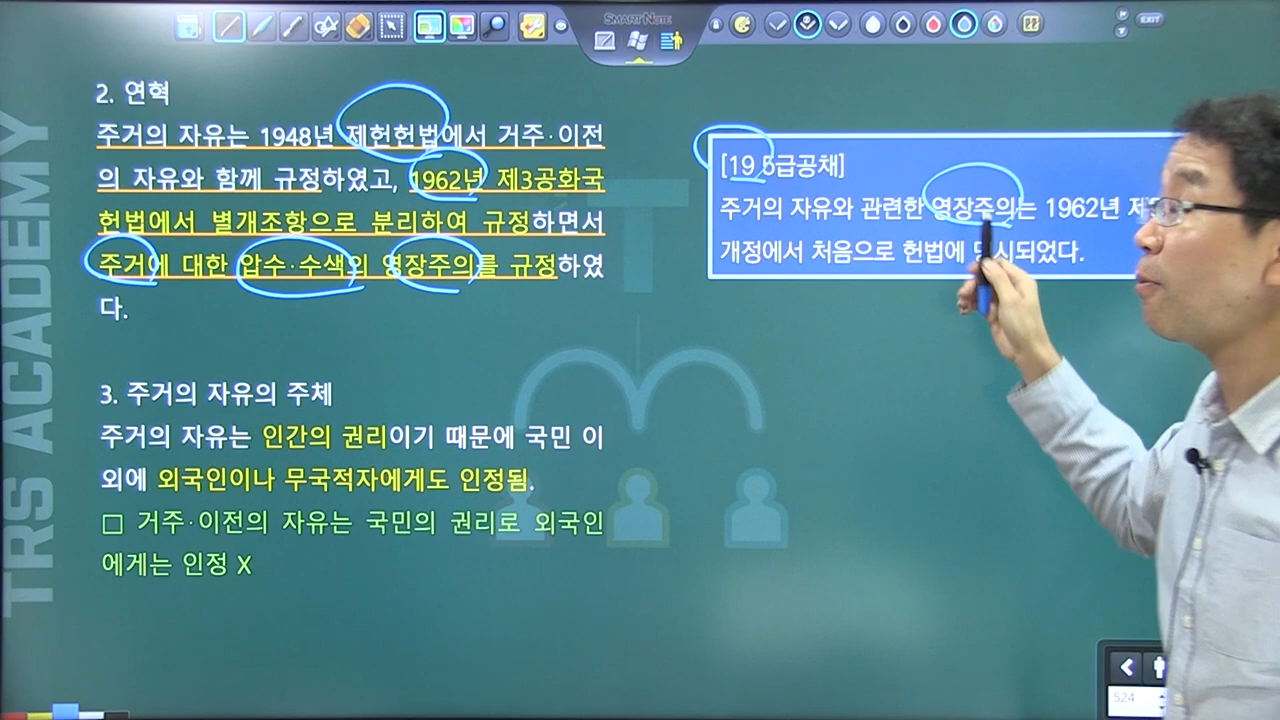 SMART NOTE
EXIT
2. 연혁
주거의 자유는 1948년 제헌헌법에서 거주·이전
의 자유와 함께 규정하였고, 1962년 제3공화국
헌법에서 별개조항으로 분리하여 규정하면서
주거에 대한 압수·수색의 영장주의를 규정하였
다.
[19 5급공채]
주거의 자유와 관련한 영장주의는 1962년
개정에서 처음으로 헌법에 명시되었다.
3. 주거의 자유의 주체
주거의 자유는 인간의 권리이기 때문에 국민 이
외에 외국인이나 무국적자에게도 인정됨.
□ 거주·이전의 자유는 국민의 권리로 외국인
에게는 인정 X
TRS ACADEMY
524